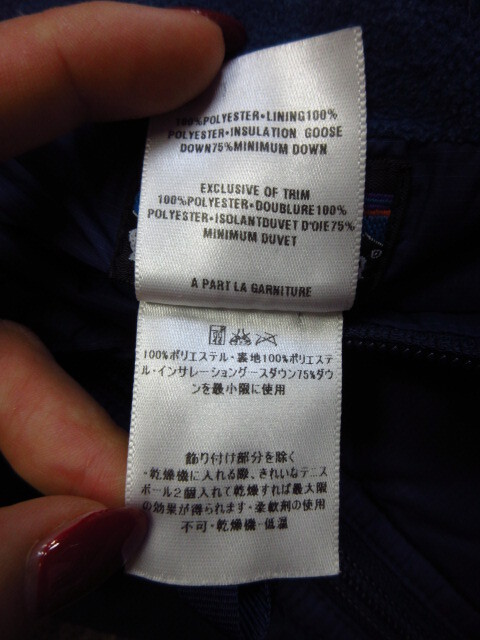 100%POLYESTER•LINING100%
POLYESTER•INSULATION GOOSE
DOWN75%MINIMUM DOWN
EXCLUSIVE OF TRIM
100%POLYESTER•DOUBLURE100%
POLYESTER•ISOLANTDUVET D'OIE75%
MINIMUM DUVET
A PART LA GARNITURE
100%ポリエステル・裏地100%ポリエステ
ル・インサレーショングースダウン75%ダウ
ンを最小限に使用
飾り付け部分を除く
・乾燥機に入れる際、きれいなテニス
ボール2個入れて乾燥すれば最大限
の効果が得られます・柔軟剤の使用
不可・乾燥機・低温